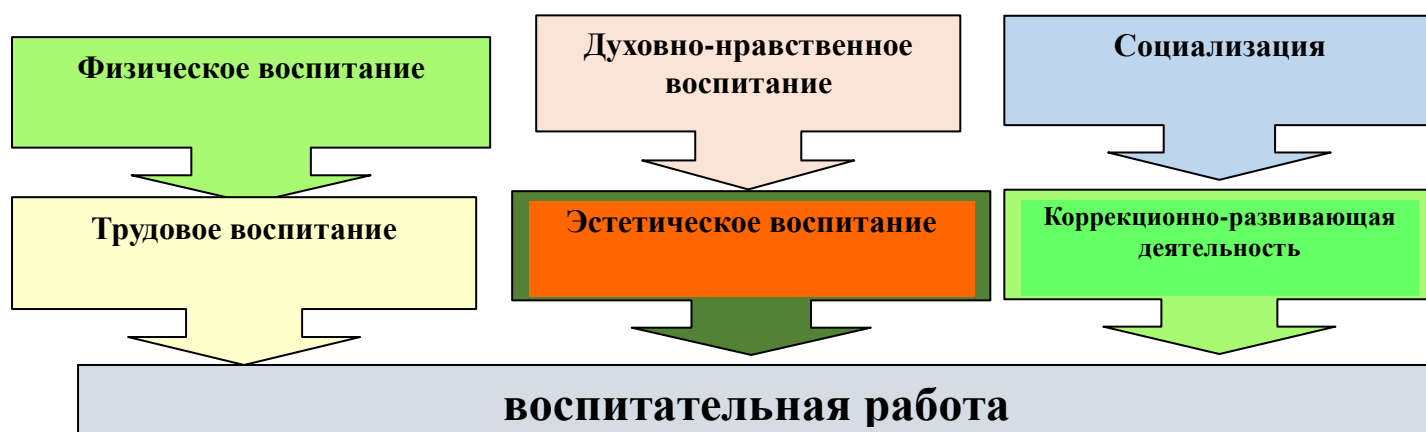 Физическое воспитание
Духовно-нравственное
воспитание
Социализация
Трудовое воспитание
Эстетическое воспитание
Коррекционно-развивающая
деятельность
воспитательная работа